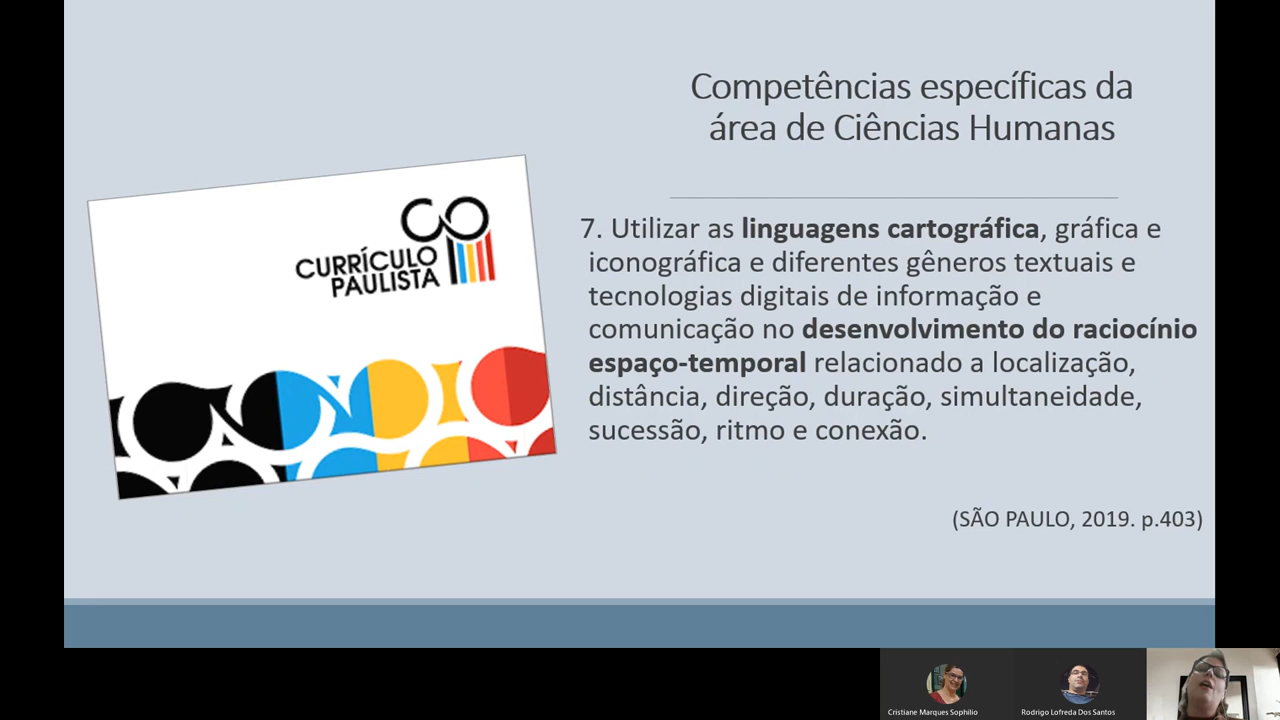 Competências específicas da
área de Ciências Humanas
CURRÍCULO
PAULISTA
7. Utilizar as linguagens cartográfica, gráfica e
iconográfica e diferentes gêneros textuais e
tecnologias digitais de informação e
comunicação no desenvolvimento do raciocínio
espaço-temporal relacionado a localização,
distância, direção, duração, simultaneidade,
sucessão, ritmo e conexão.
(SÃO PAULO, 2019. p.403)
Cristiane Marques Sophilio
Rodrigo Lofreda Dos Santos